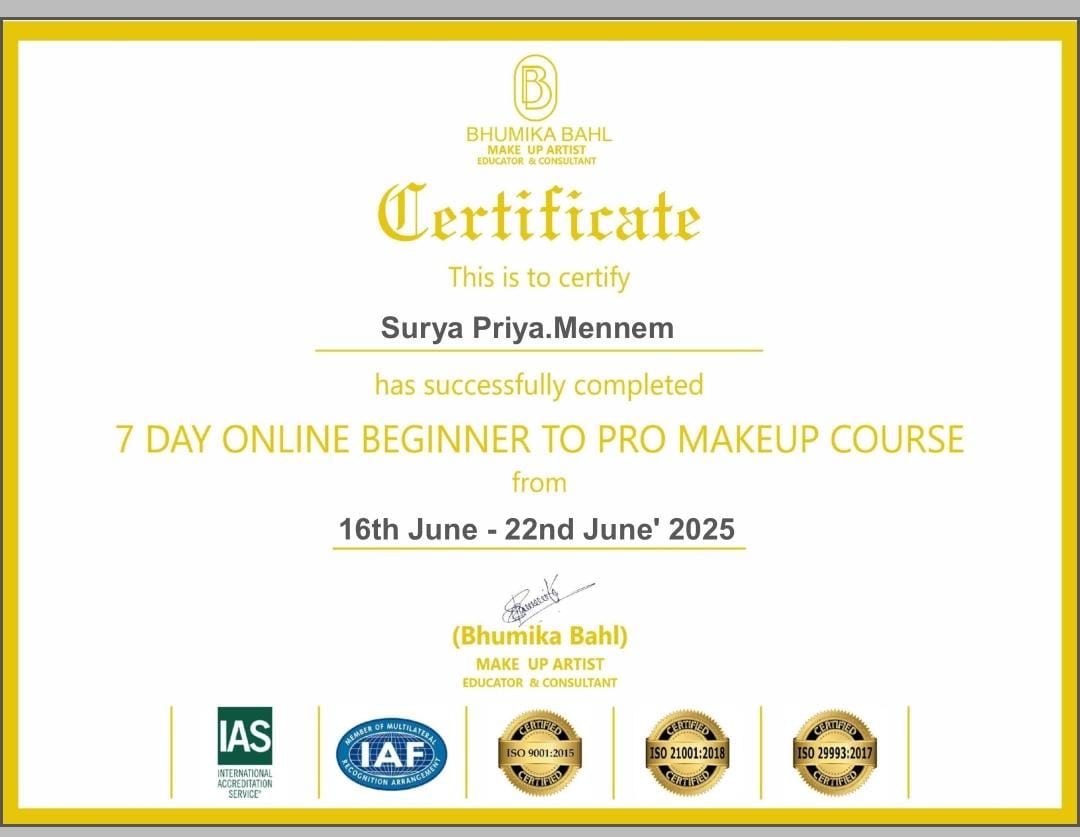 B
BHUMIKA BAHL
MAKE UP ARTIST
EDUCATOR & CONSULTANT
Certificate
This is to certify
Surya Priya.Mennem
has successfully completed
7 DAY ONLINE BEGINNER TO PRO MAKEUP COURSE
from
16th June - 22nd June' 2025
(Bhumika Bahl)
MAKE UP ARTIST
EDUCATOR & CONSULTANT
IAS
INTERNATIONAL
ACCREDITATION
SERVICE
MEMBER OF MULTILATERAL
IAF
RECOGNITION ARRANGEMENT
CERTIFIED
ISO 9001:2015
CERTIFIED
CERTIFIED
ISO 21001:2018
CERTIFIED
CERTIFIED
ISO 29993:2017
CERTIFIED